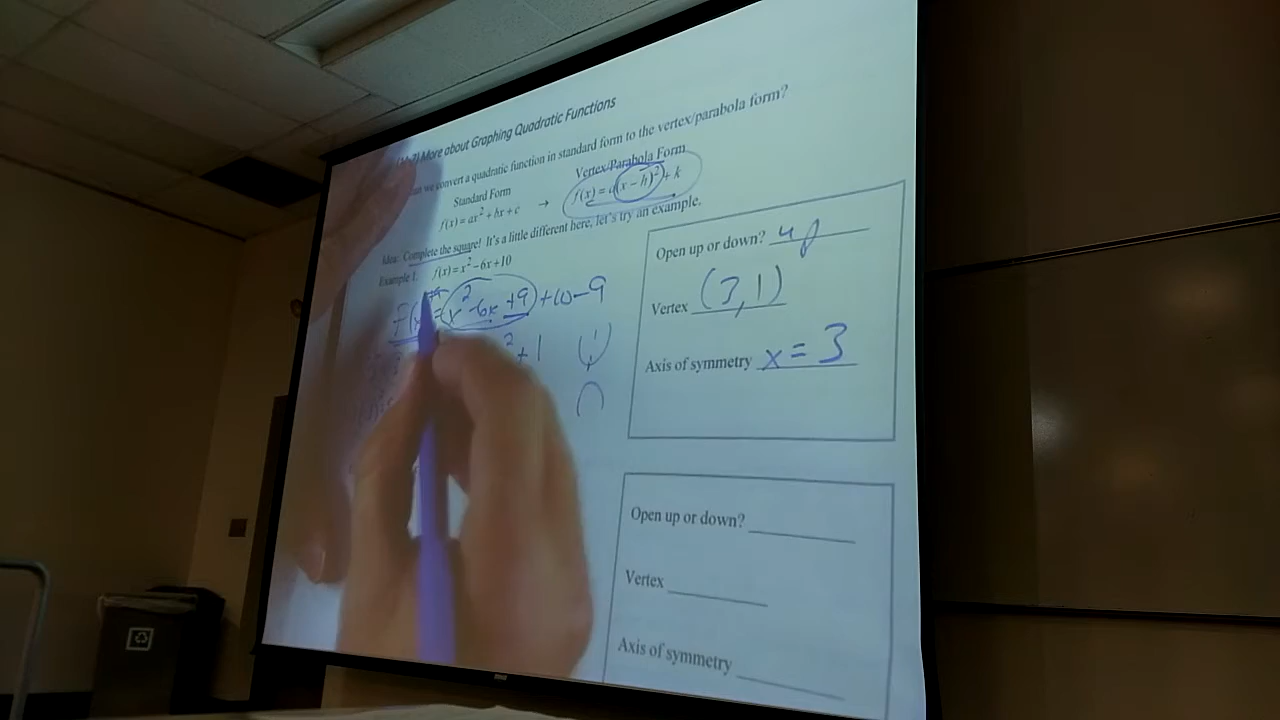 More about Graphing Quadratic Functions
we convert a quadratic function in standard form to the vertex/parabola form?
Standard Form
Vertex/Parabola Form
f(x) = ax² + bx + c → f(x) = a(x − h)² + k
Idea: Complete the square! It's a little different here, let's try an example.
Example 1. f(x) = x² − 6x + 10
(x² −6x +9) +10 −9
² + 1
Open up or down? up
Vertex (3,1)
Axis of symmetry x = 3
Open up or down? ________
Vertex ________
Axis of symmetry ________